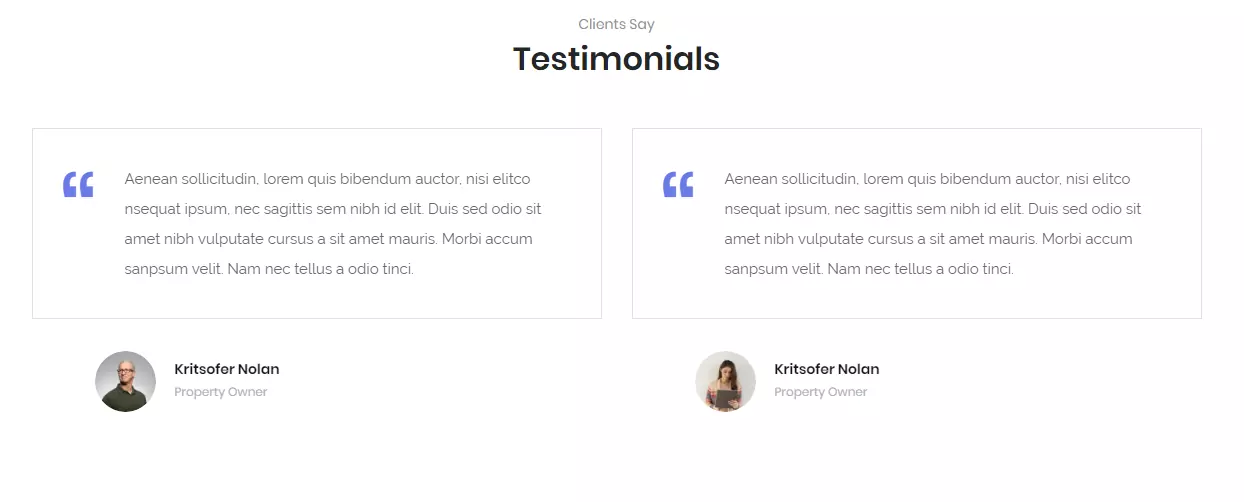 Clients Say
Testimonials
“
Aenean sollicitudin, lorem quis bibendum auctor, nisi elitco
nsequat ipsum, nec sagittis sem nibh id elit. Duis sed odio sit
amet nibh vulputate cursus a sit amet mauris. Morbi accum
sanpsum velit. Nam nec tellus a odio tinci.
Kritsofer Nolan
Property Owner
“
Aenean sollicitudin, lorem quis bibendum auctor, nisi elitco
nsequat ipsum, nec sagittis sem nibh id elit. Duis sed odio sit
amet nibh vulputate cursus a sit amet mauris. Morbi accum
sanpsum velit. Nam nec tellus a odio tinci.
Kritsofer Nolan
Property Owner